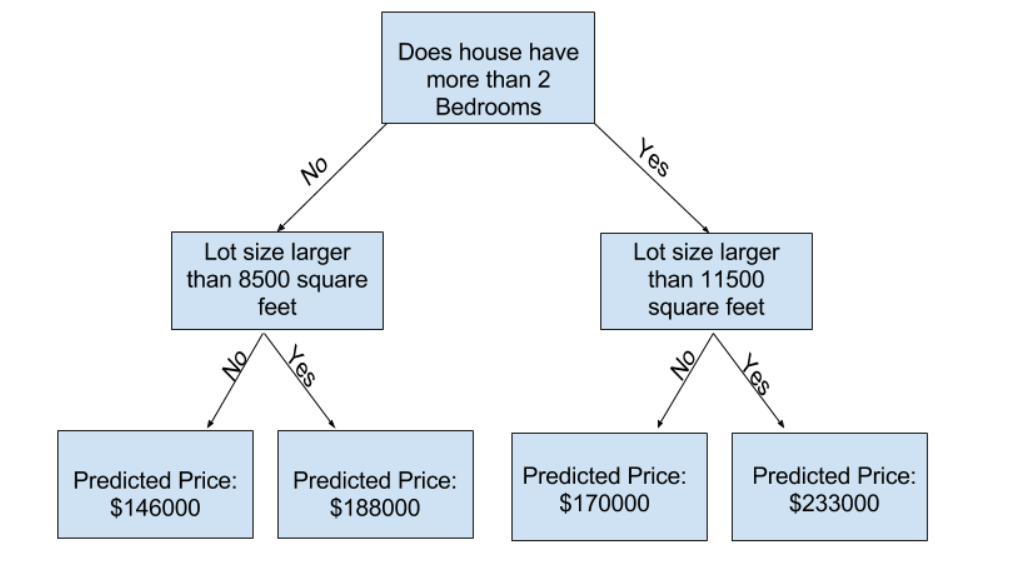 Does house have
more than 2
Bedrooms
No
Yes
Lot size larger
than 8500 square
feet
Lot size larger
than 11500
square feet
No
Yes
No
Yes
Predicted Price:
$146000
Predicted Price:
$188000
Predicted Price:
$170000
Predicted Price:
$233000